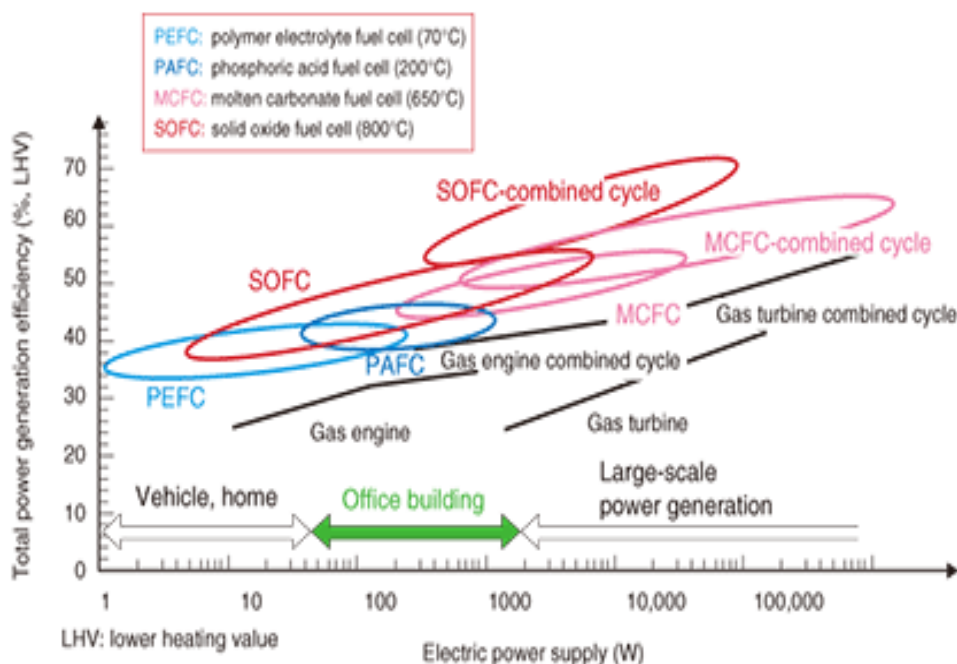 PEFC: polymer electrolyte fuel cell (70°C)
PAFC: phosphoric acid fuel cell (200°C)
MCFC: molten carbonate fuel cell (650°C)
SOFC: solid oxide fuel cell (800°C)
Total power generation efficiency (%, LHV)
70
60
50
40
30
20
10
0
SOFC-combined cycle
MCFC-combined cycle
SOFC
MCFC
Gas turbine combined cycle
PAFC
Gas engine combined cycle
PEFC
Gas engine
Gas turbine
Vehicle, home
Office building
Large-scale
power generation
1
10
100
1000
10,000
100,000
LHV: lower heating value
Electric power supply (W)